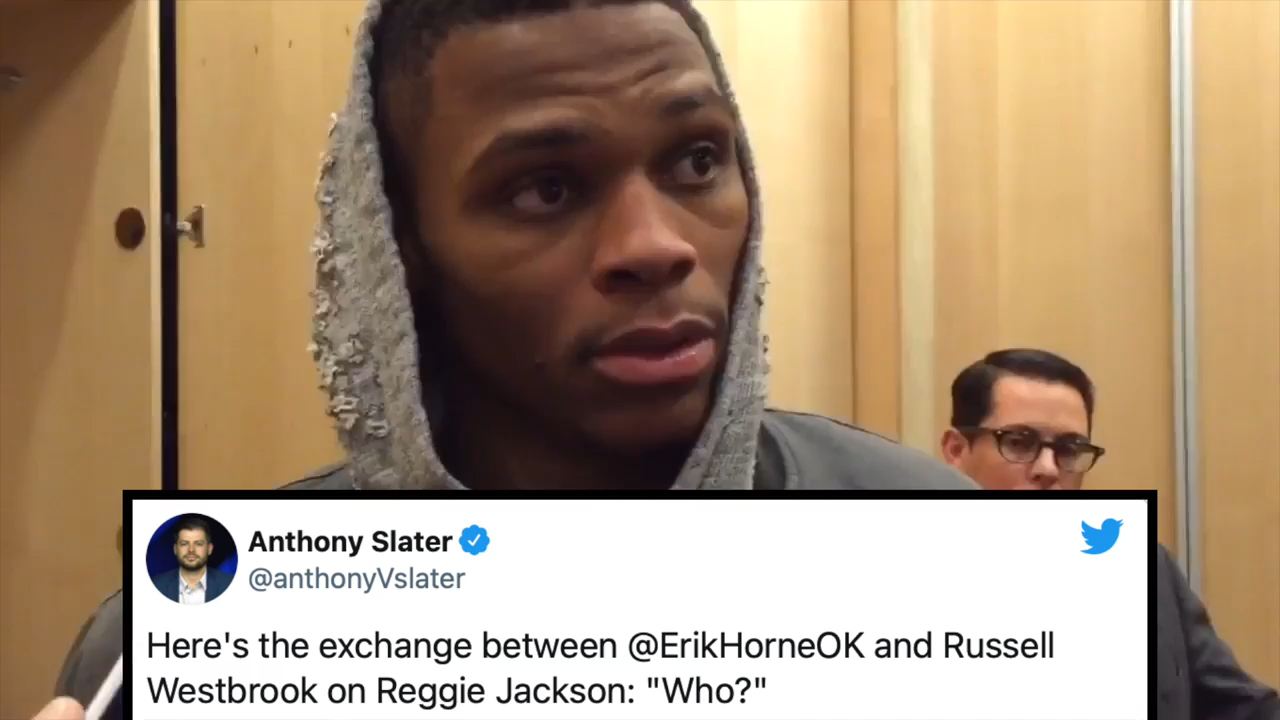 Anthony Slater
@anthonyVslater
Here's the exchange between @ErikHorneOK and Russell
Westbrook on Reggie Jackson: "Who?"